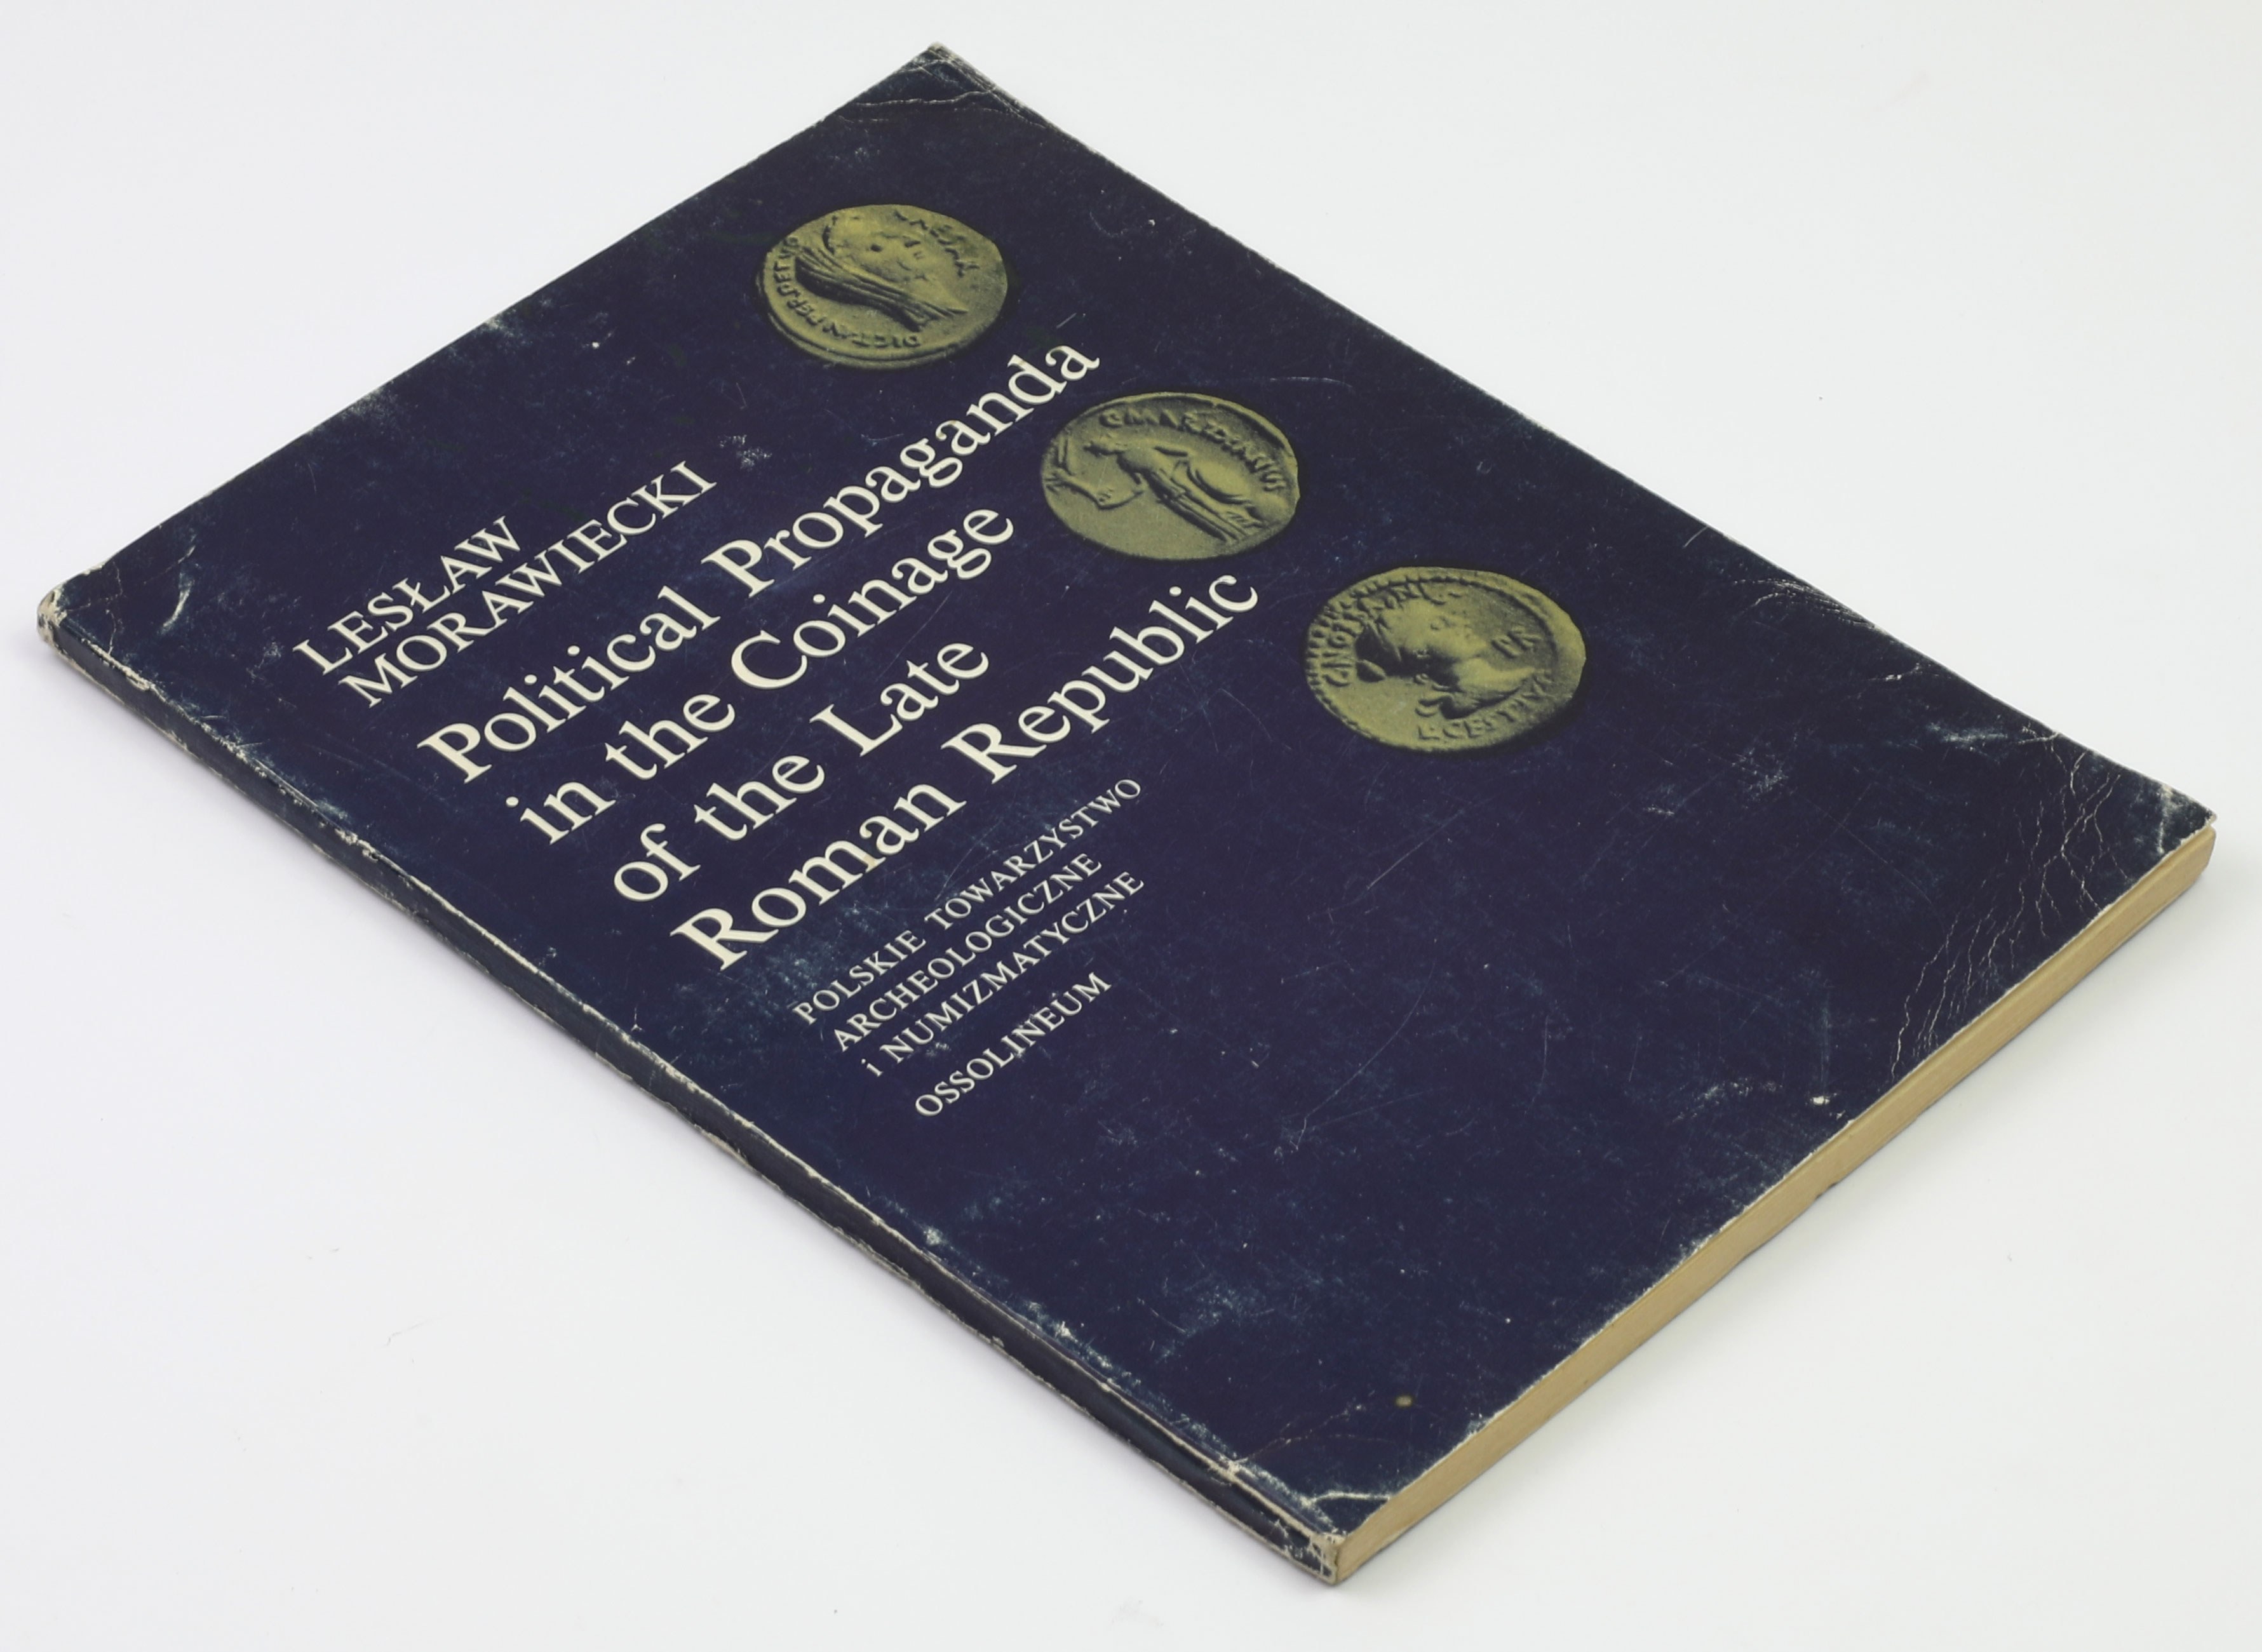 LESŁAW
MORAWIECKI
Political Propaganda
in the Coinage
of the Late
Roman Republic
POLSKIE TOWARZYSTWO
ARCHEOLOGICZNE
i NUMIZMATYCZNE
OSSOLINEUM